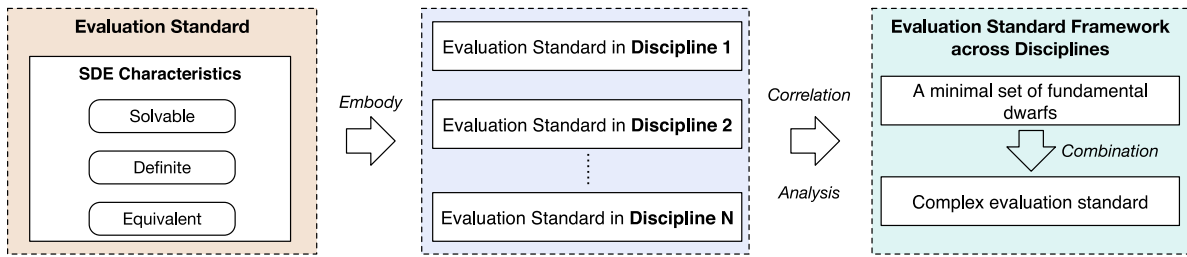 Evaluation Standard
SDE Characteristics
Solvable
Definite
Equivalent
Embody
Evaluation Standard in Discipline 1
Evaluation Standard in Discipline 2
Evaluation Standard in Discipline N
Correlation
Analysis
Evaluation Standard Framework
across Disciplines
A minimal set of fundamental
dwarfs
Combination
Complex evaluation standard